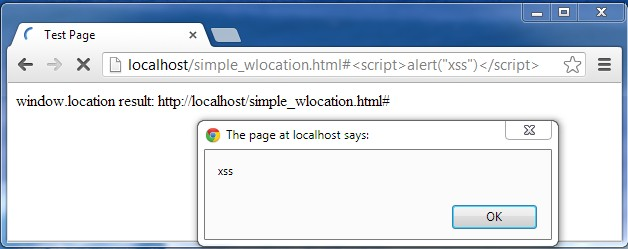 Test Page
localhost/simple_wlocation.html#<script>alert("xss")</script>
window.location result: http://localhost/simple_wlocation.html#
The page at localhost says:
xss
OK